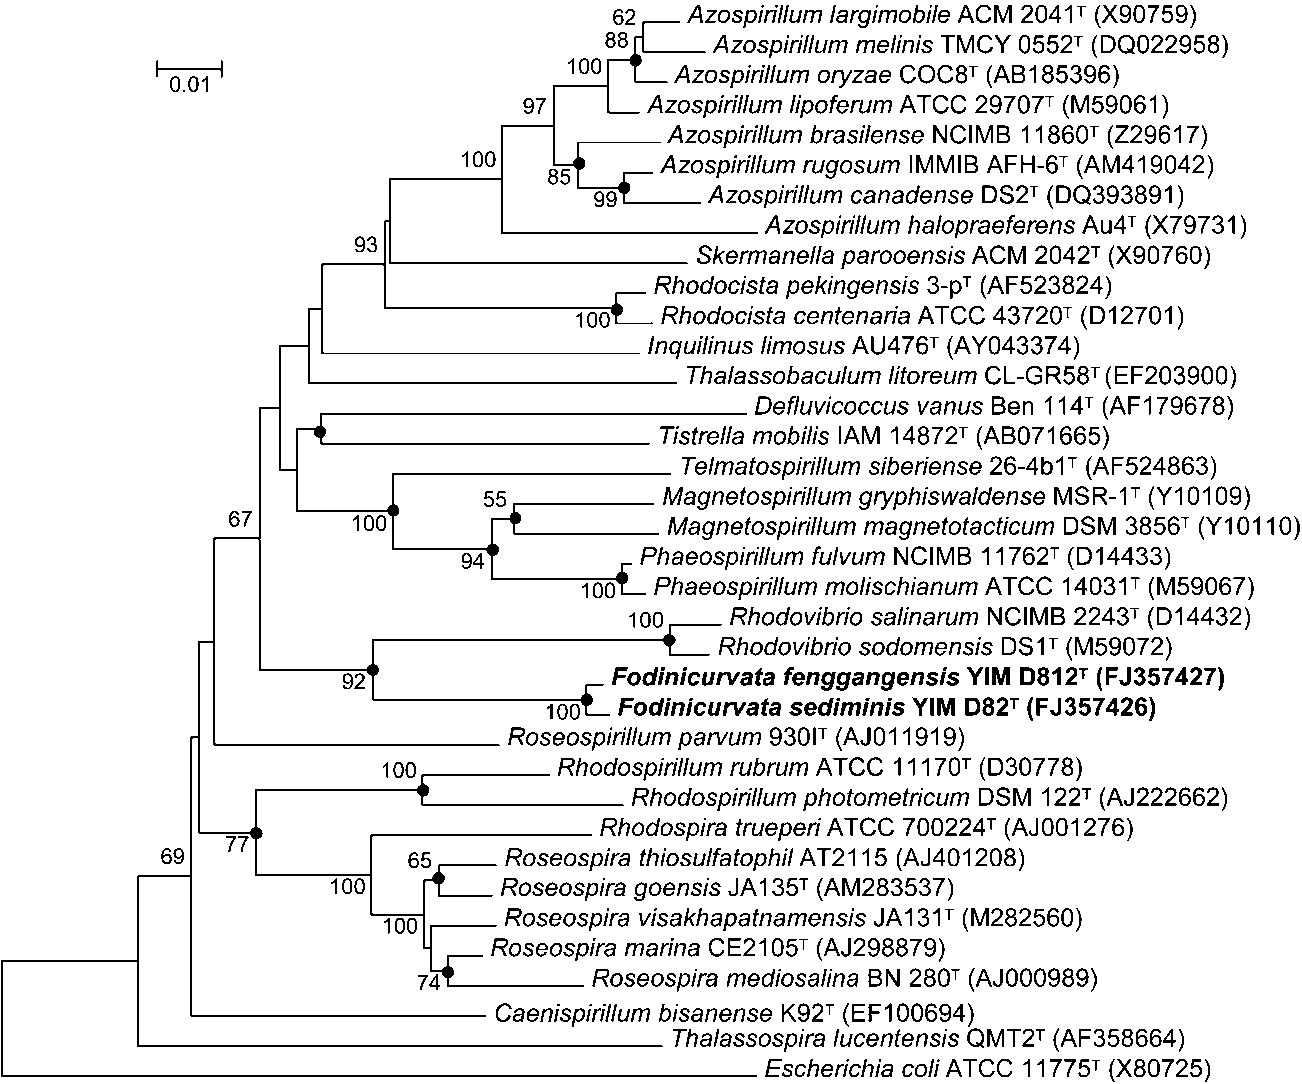 62
Azospirillum largimobile ACM 2041ᵀ (X90759)
88
Azospirillum melinis TMCY 0552ᵀ (DQ022958)
100
Azospirillum oryzae COC8ᵀ (AB185396)
0.01
97
Azospirillum lipoferum ATCC 29707ᵀ (M59061)
Azospirillum brasilense NCIMB 11860ᵀ (Z29617)
100
Azospirillum rugosum IMMIB AFH-6ᵀ (AM419042)
85
99
Azospirillum canadense DS2ᵀ (DQ393891)
Azospirillum halopraeferens Au4ᵀ (X79731)
93
Skermanella parooensis ACM 2042ᵀ (X90760)
Rhodocista pekingensis 3-pᵀ (AF523824)
100
Rhodocista centenaria ATCC 43720ᵀ (D12701)
Inquilinus limosus AU476ᵀ (AY043374)
Thalassobaculum litoreum CL-GR58ᵀ (EF203900)
Defluvicoccus vanus Ben 114ᵀ (AF179678)
Tistrella mobilis IAM 14872ᵀ (AB071665)
Telmatospirillum siberiense 26-4b1ᵀ (AF524863)
55
Magnetospirillum gryphiswaldense MSR-1ᵀ (Y10109)
67
100
Magnetospirillum magnetotacticum DSM 3856ᵀ (Y10110)
94
Phaeospirillum fulvum NCIMB 11762ᵀ (D14433)
100
Phaeospirillum molischianum ATCC 14031ᵀ (M59067)
100
Rhodovibrio salinarum NCIMB 2243ᵀ (D14432)
Rhodovibrio sodomensis DS1ᵀ (M59072)
92
Fodinicurvata fenggangensis YIM D812ᵀ (FJ357427)
100
Fodinicurvata sediminis YIM D82ᵀ (FJ357426)
Roseospirillum parvum 930Iᵀ (AJ011919)
100
Rhodospirillum rubrum ATCC 11170ᵀ (D30778)
Rhodospirillum photometricum DSM 122ᵀ (AJ222662)
77
Rhodospira trueperi ATCC 700224ᵀ (AJ001276)
69
65
Roseospira thiosulfatophil AT2115 (AJ401208)
100
Roseospira goensis JA135ᵀ (AM283537)
100
Roseospira visakhapatnamensis JA131ᵀ (M282560)
Roseospira marina CE2105ᵀ (AJ298879)
74
Roseospira mediosalina BN 280ᵀ (AJ000989)
Caenispirillum bisanense K92ᵀ (EF100694)
Thalassospira lucentensis QMT2ᵀ (AF358664)
Escherichia coli ATCC 11775ᵀ (X80725)